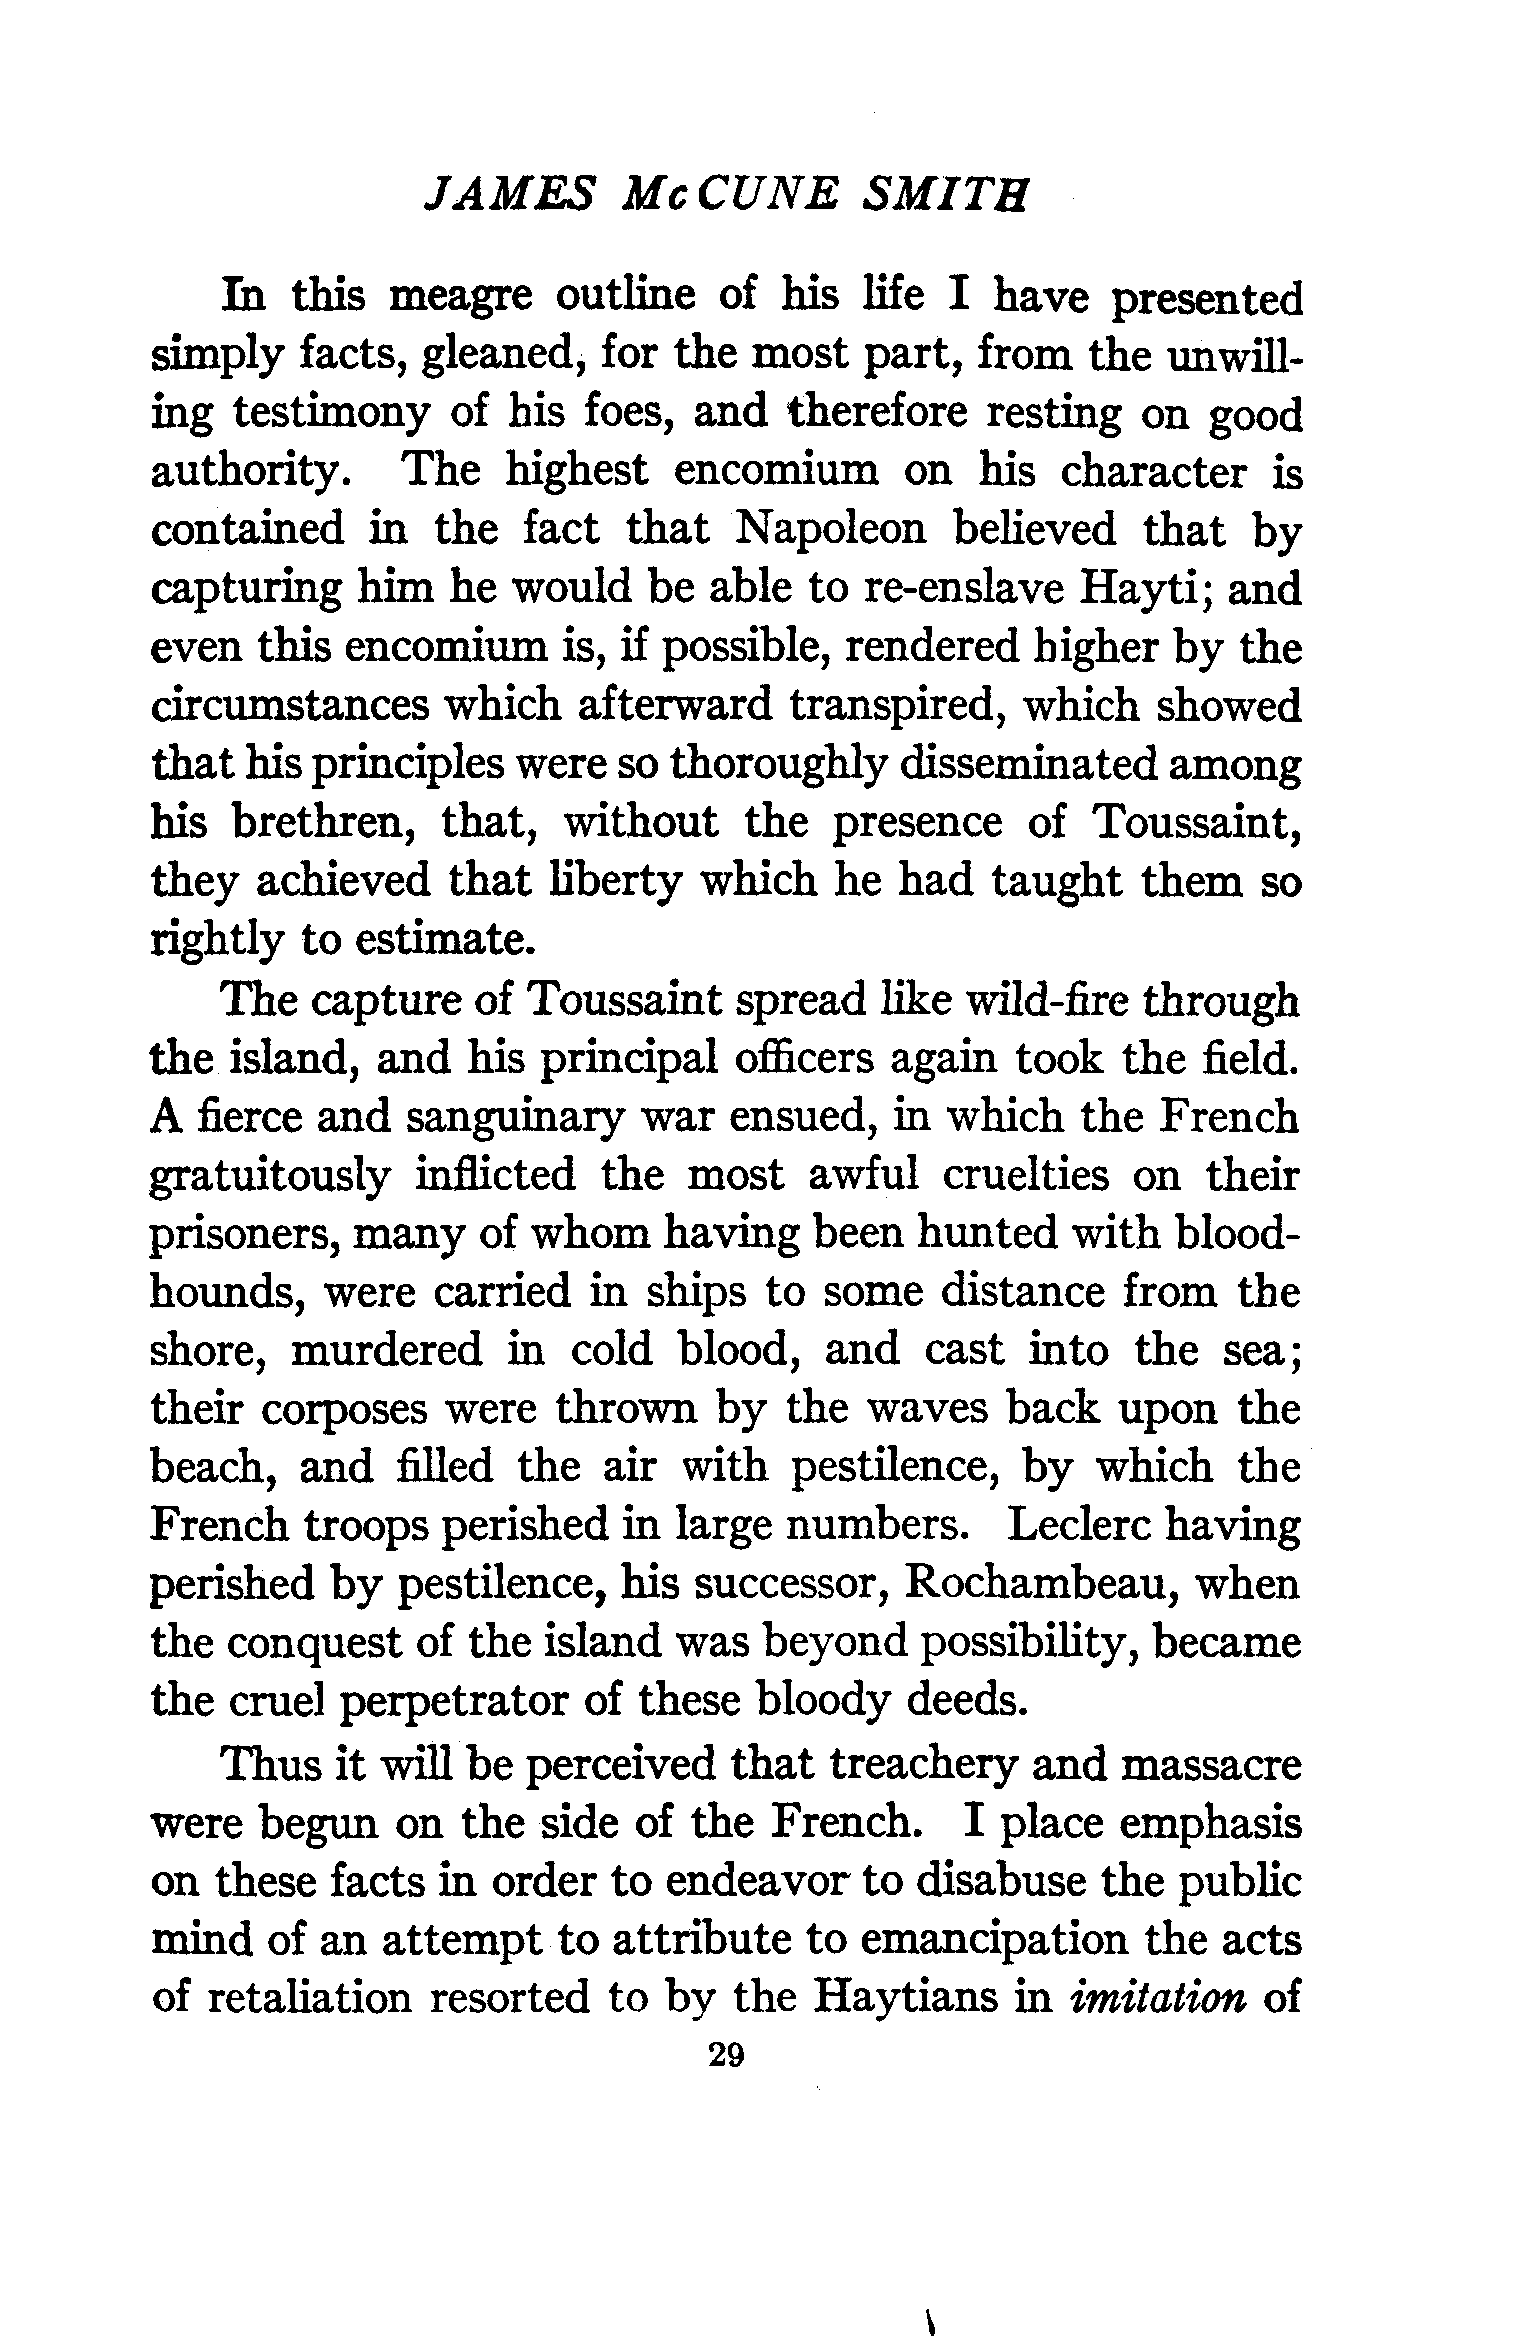 JAMES McCUNE SMITH
In this meagre outline of his life I have presented
simply facts, gleaned, for the most part, from the unwill-
ing testimony of his foes, and therefore resting on good
authority. The highest encomium on his character is
contained in the fact that Napoleon believed that by
capturing him he would be able to re-enslave Hayti; and
even this encomium is, if possible, rendered higher by the
circumstances which afterward transpired, which showed
that his principles were so thoroughly disseminated among
his brethren, that, without the presence of Toussaint,
they achieved that liberty which he had taught them so
rightly to estimate.
The capture of Toussaint spread like wild-fire through
the island, and his principal officers again took the field.
A fierce and sanguinary war ensued, in which the French
gratuitously inflicted the most awful cruelties on their
prisoners, many of whom having been hunted with blood-
hounds, were carried in ships to some distance from the
shore, murdered in cold blood, and cast into the sea;
their corposes were thrown by the waves back upon the
beach, and filled the air with pestilence, by which the
French troops perished in large numbers. Leclerc having
perished by pestilence, his successor, Rochambeau, when
the conquest of the island was beyond possibility, became
the cruel perpetrator of these bloody deeds.
Thus it will be perceived that treachery and massacre
were begun on the side of the French. I place emphasis
on these facts in order to endeavor to disabuse the public
mind of an attempt to attribute to emancipation the acts
of retaliation resorted to by the Haytians in imitation of
29